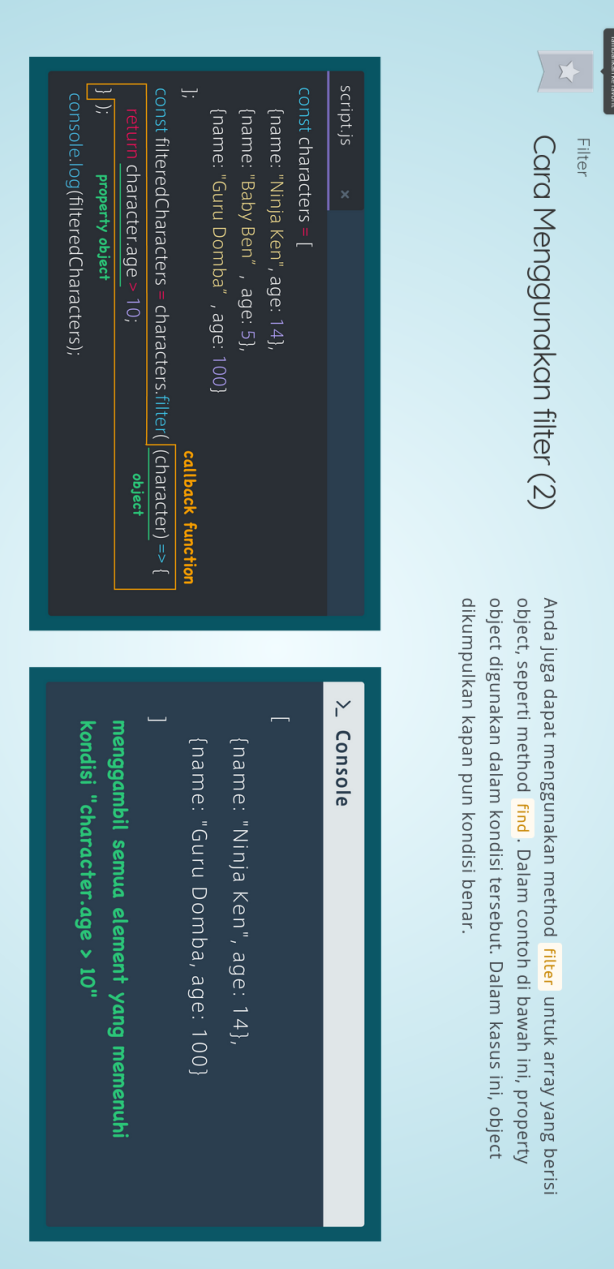 Filter
Cara Menggunakan filter (2)
Anda juga dapat menggunakan method filter untuk array yang berisi
object, seperti method find . Dalam contoh di bawah ini, property
object digunakan dalam kondisi tersebut. Dalam kasus ini, object
dikumpulkan kapan pun kondisi benar.
script.js x
const characters = [
{name: "Ninja Ken", age: 14},
{name: "Baby Ben" , age: 5},
{name: "Guru Domba" , age: 100}
];
callback function
const filteredCharacters = characters.filter( (character) => {
object
return character.age > 10;
property object
} );
console.log(filteredCharacters);
>_ Console
[
{name: "Ninja Ken", age: 14},
{name: "Guru Domba, age: 100}
]
menggambil semua element yang memenuhi
kondisi "character.age > 10"